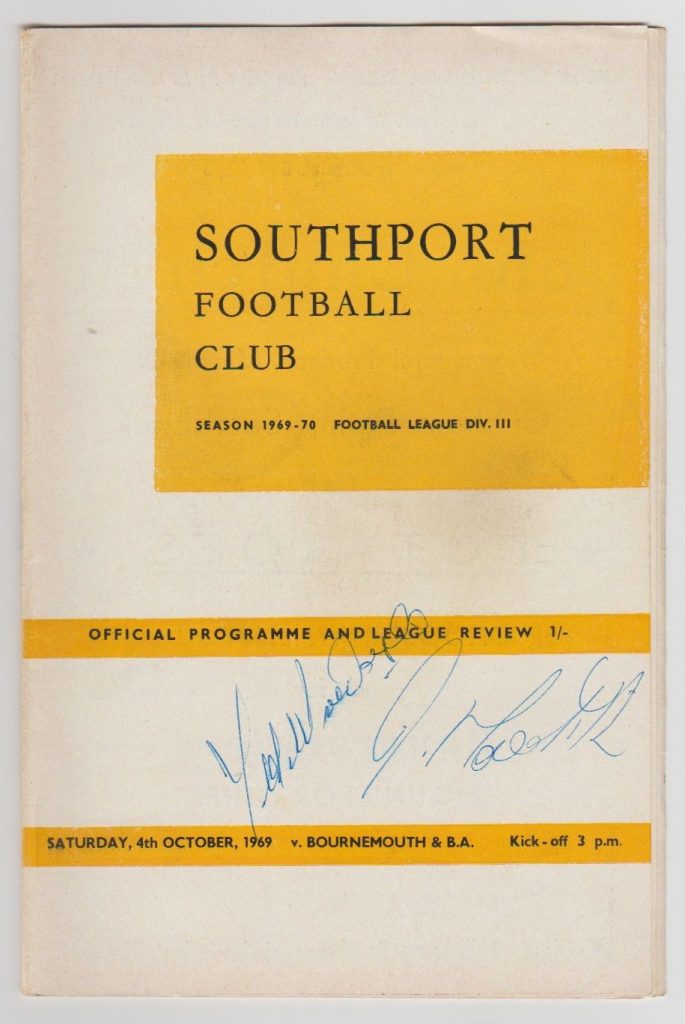 SOUTHPORT
FOOTBALL
CLUB
SEASON 1969-70 FOOTBALL LEAGUE DIV. III
OFFICIAL PROGRAMME AND LEAGUE REVIEW 1/-
SATURDAY, 4th OCTOBER, 1969 v. BOURNEMOUTH & B.A. Kick-off 3 p.m.